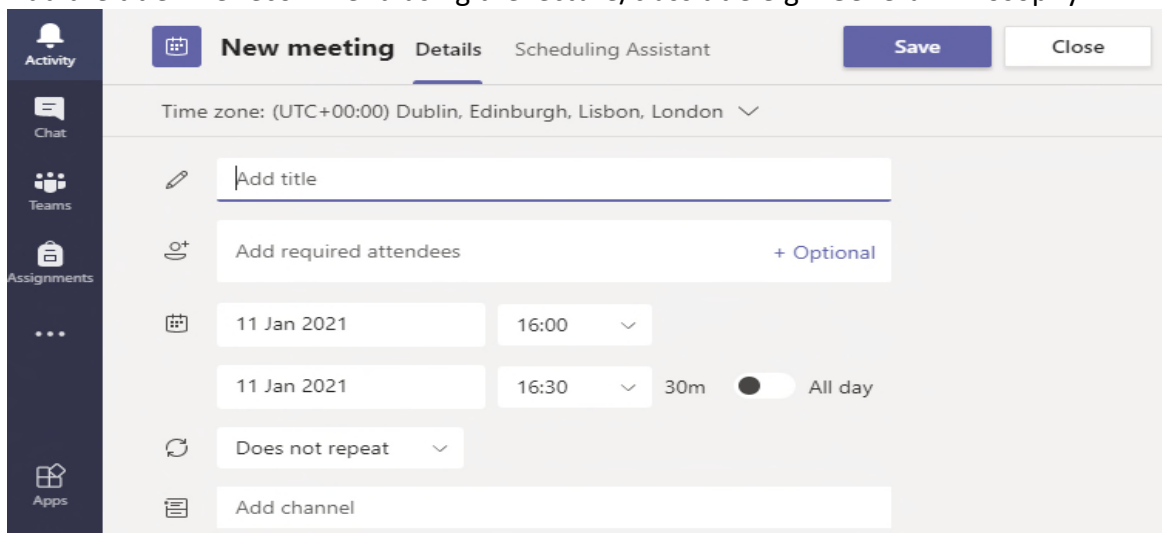 Activity
Chat
Teams
Assignments
Apps
New meeting Details Scheduling Assistant Save Close
Time zone: (UTC+00:00) Dublin, Edinburgh, Lisbon, London
Add title
Add required attendees + Optional
11 Jan 2021 16:00
11 Jan 2021 16:30 30m All day
Does not repeat
Add channel